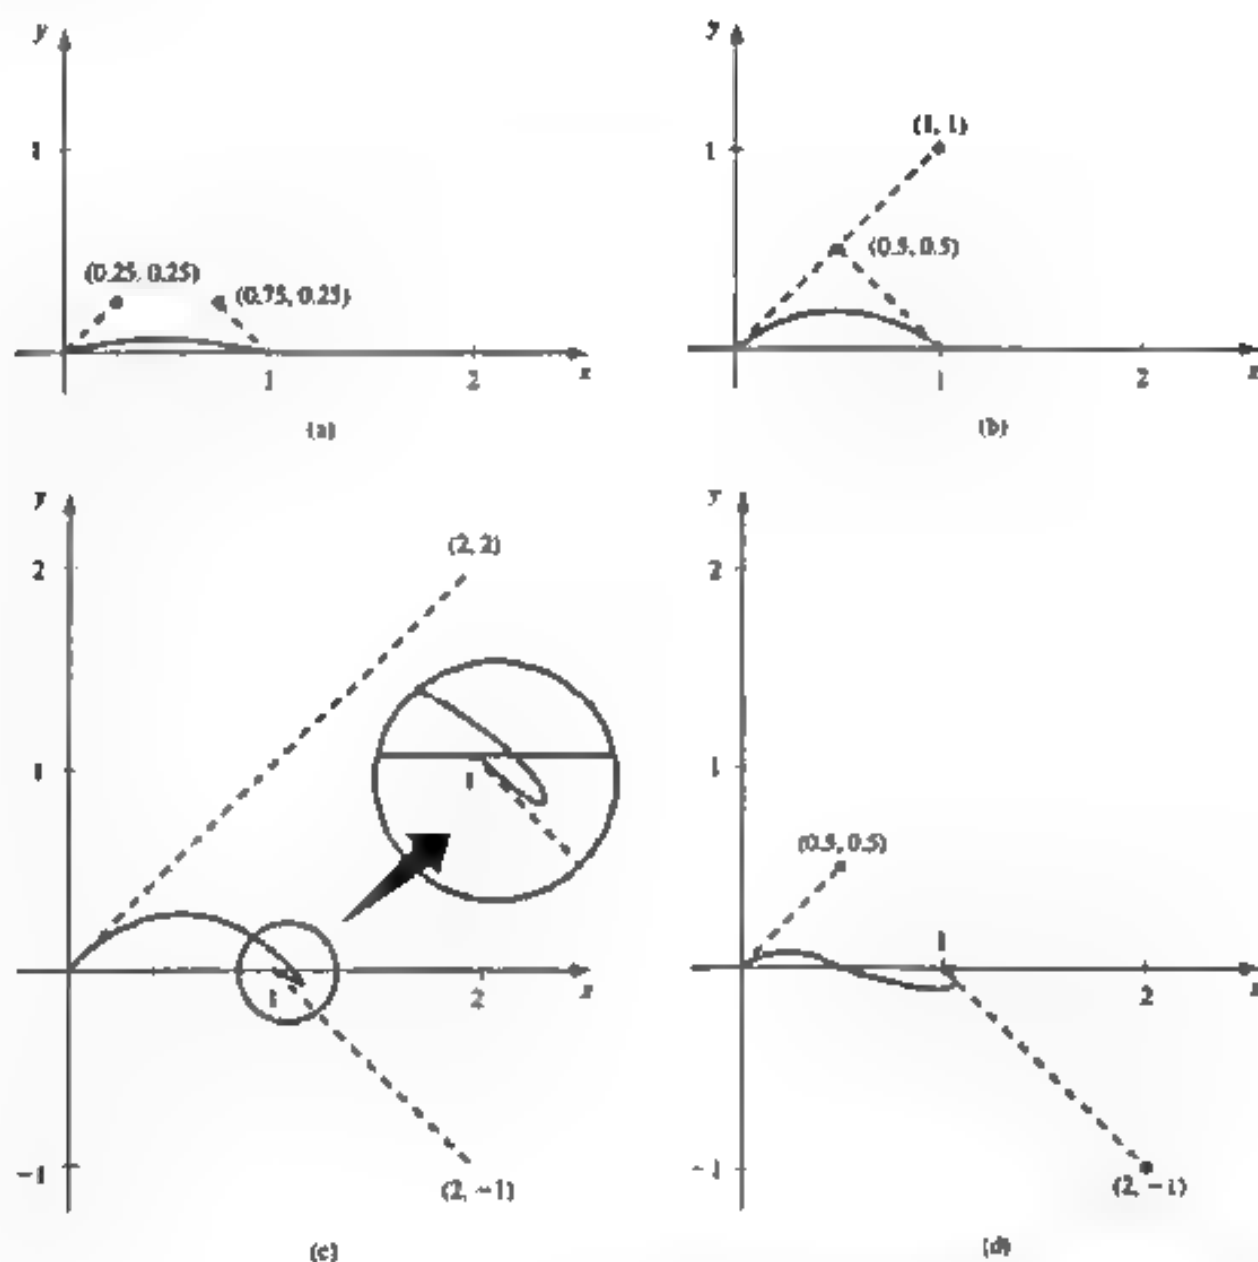 y
1
(0.25, 0.25)
(0.75, 0.25)
1
2
x
(a)
y
(1, 1)
1
(0.5, 0.5)
1
2
x
(b)
y
(2, 2)
2
1
1
1
2
x
-1
(2, -1)
(c)
y
2
1
(0.5, 0.5)
1
2
x
-1
(2, -1)
(d)